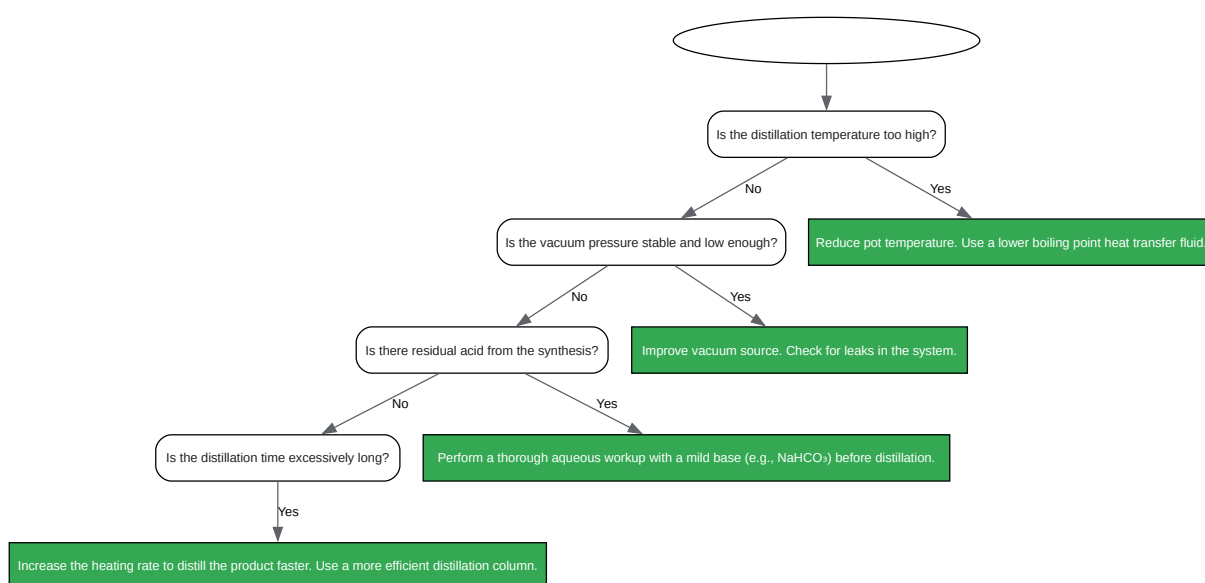 Is the distillation temperature too high?
No
Yes
Is the vacuum pressure stable and low enough?
Reduce pot temperature. Use a lower boiling point heat transfer fluid.
No
Yes
Is there residual acid from the synthesis?
Improve vacuum source. Check for leaks in the system.
No
Yes
Is the distillation time excessively long?
Perform a thorough aqueous workup with a mild base (e.g., NaHCO₃) before distillation.
Yes
Increase the heating rate to distill the product faster. Use a more efficient distillation column.